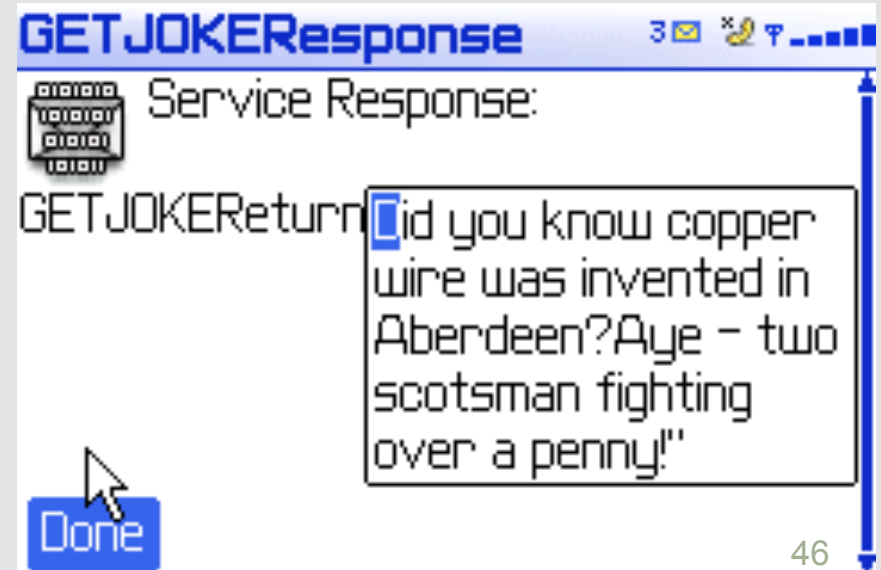 GETJOKEResponse 3
Service Response:
GETJOKEReturn Did you know copper
wire was invented in
Aberdeen?Aye - two
scotsman fighting
over a penny!"
Done
46